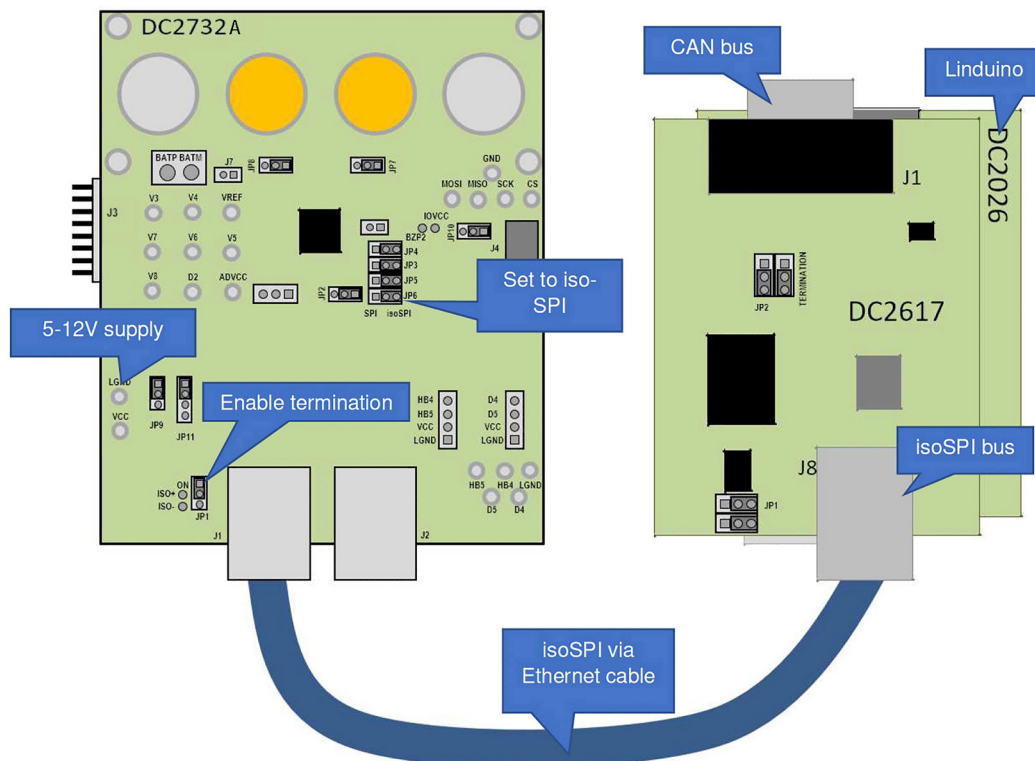 DC2732A
CAN bus
Linduino
BATP BATM
J7
JP8
JP7
GND
MOSI MISO SCK CS
J1
DC2026
J3
V3 V4 VREF
IOVCC
BZP2
JP10
J4
V7 V6 V5
JP4
JP3
JP5
JP6
V8 D2 ADVCC
JP2
SPI isoSPI
Set to iso-
SPI
JP2
TERMINATION
DC2617
5-12V supply
LGND
VCC
JP9
JP11
Enable termination
HB4
HB5
VCC
LGND
D4
D5
VCC
LGND
isoSPI bus
J8
HB5 HB4 LGND
D5 D4
ON
ISO+
ISO-
JP1
JP1
J1
J2
isoSPI via
Ethernet cable